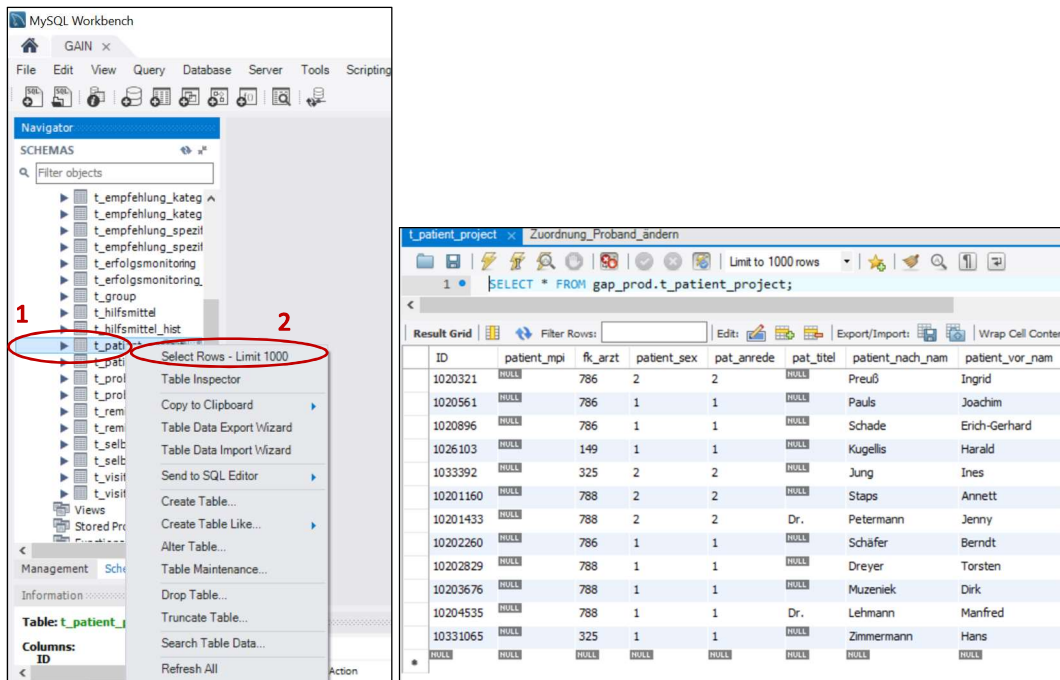 MySQL Workbench
GAIN ×
File Edit View Query Database Server Tools Scripting
Navigator
SCHEMAS
Filter objects
t_empfehlung_kateg
t_empfehlung_kateg
t_empfehlung_spezif
t_empfehlung_spezif
t_erfolgsmonitoring
t_erfolgsmonitoring_
t_group
t_hilfsmittel
t_hilfsmittel_hist
1
2
t_pati
Select Rows - Limit 1000
t_pati
Table Inspector
t_prol
t_prol
Copy to Clipboard
t_rem
Table Data Export Wizard
t_rem
Table Data Import Wizard
t_selb
t_selb
Send to SQL Editor
t_visit
t_visit
Create Table...
Views
Create Table Like...
Stored Pro
Alter Table...
Management Sche
Table Maintenance...
Information
Drop Table...
Table: t_patient_p
Truncate Table...
Columns:
Search Table Data...
ID
Refresh All
Action
t_patient_project × Zuordnung_Proband_ändern
Limit to 1000 rows
1 SELECT * FROM gap_prod.t_patient_project;
Result Grid Filter Rows: Edit: Export/Import: Wrap Cell Conten
ID patient_mpi fk_arzt patient_sex pat_anrede pat_titel patient_nach_nam patient_vor_nam
1020321 NULL 786 2 2 NULL Preuß Ingrid
1020561 NULL 786 1 1 NULL Pauls Joachim
1020896 NULL 786 1 1 NULL Schade Erich-Gerhard
1026103 NULL 149 1 1 NULL Kugellis Harald
1033392 NULL 325 2 2 NULL Jung Ines
10201160 NULL 788 2 2 NULL Staps Annett
10201433 NULL 788 2 2 Dr. Petermann Jenny
10202260 NULL 786 1 1 NULL Schäfer Berndt
10202829 NULL 788 1 1 NULL Dreyer Torsten
10203676 NULL 788 1 1 NULL Muzeniek Dirk
10204535 NULL 788 1 1 Dr. Lehmann Manfred
10331065 NULL 325 1 1 NULL Zimmermann Hans
NULL NULL NULL NULL NULL NULL NULL NULL